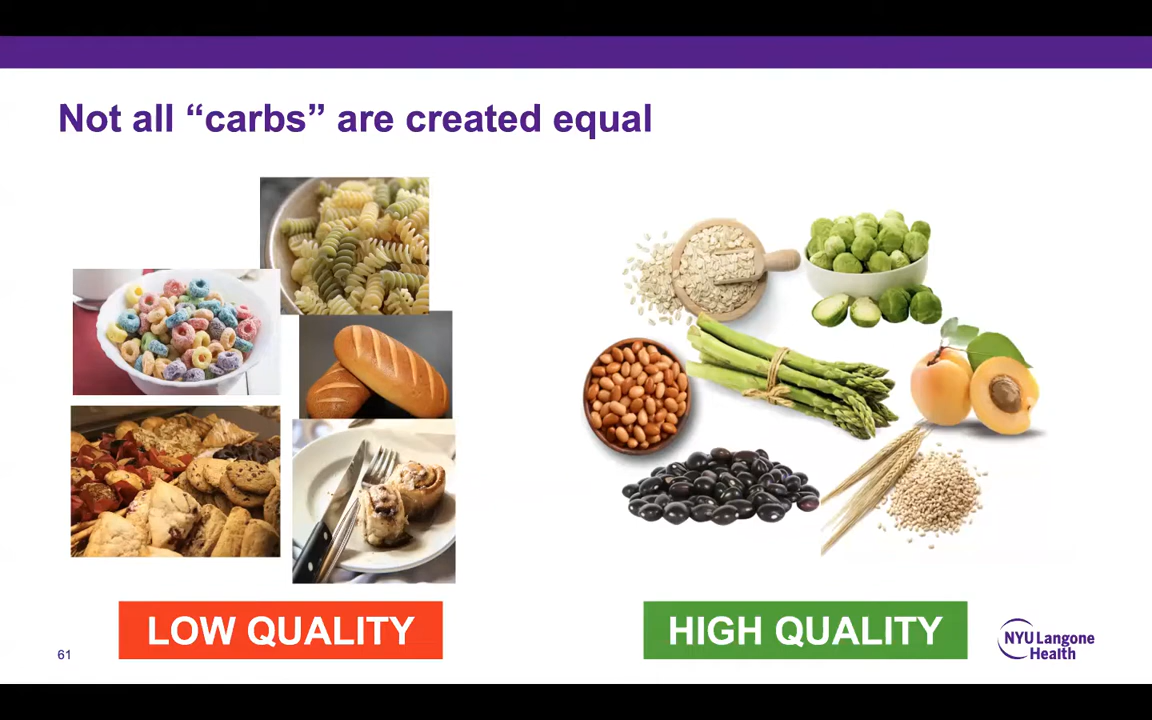 Not all “carbs” are created equal
LOW QUALITY
HIGH QUALITY
61
NYU Langone
Health